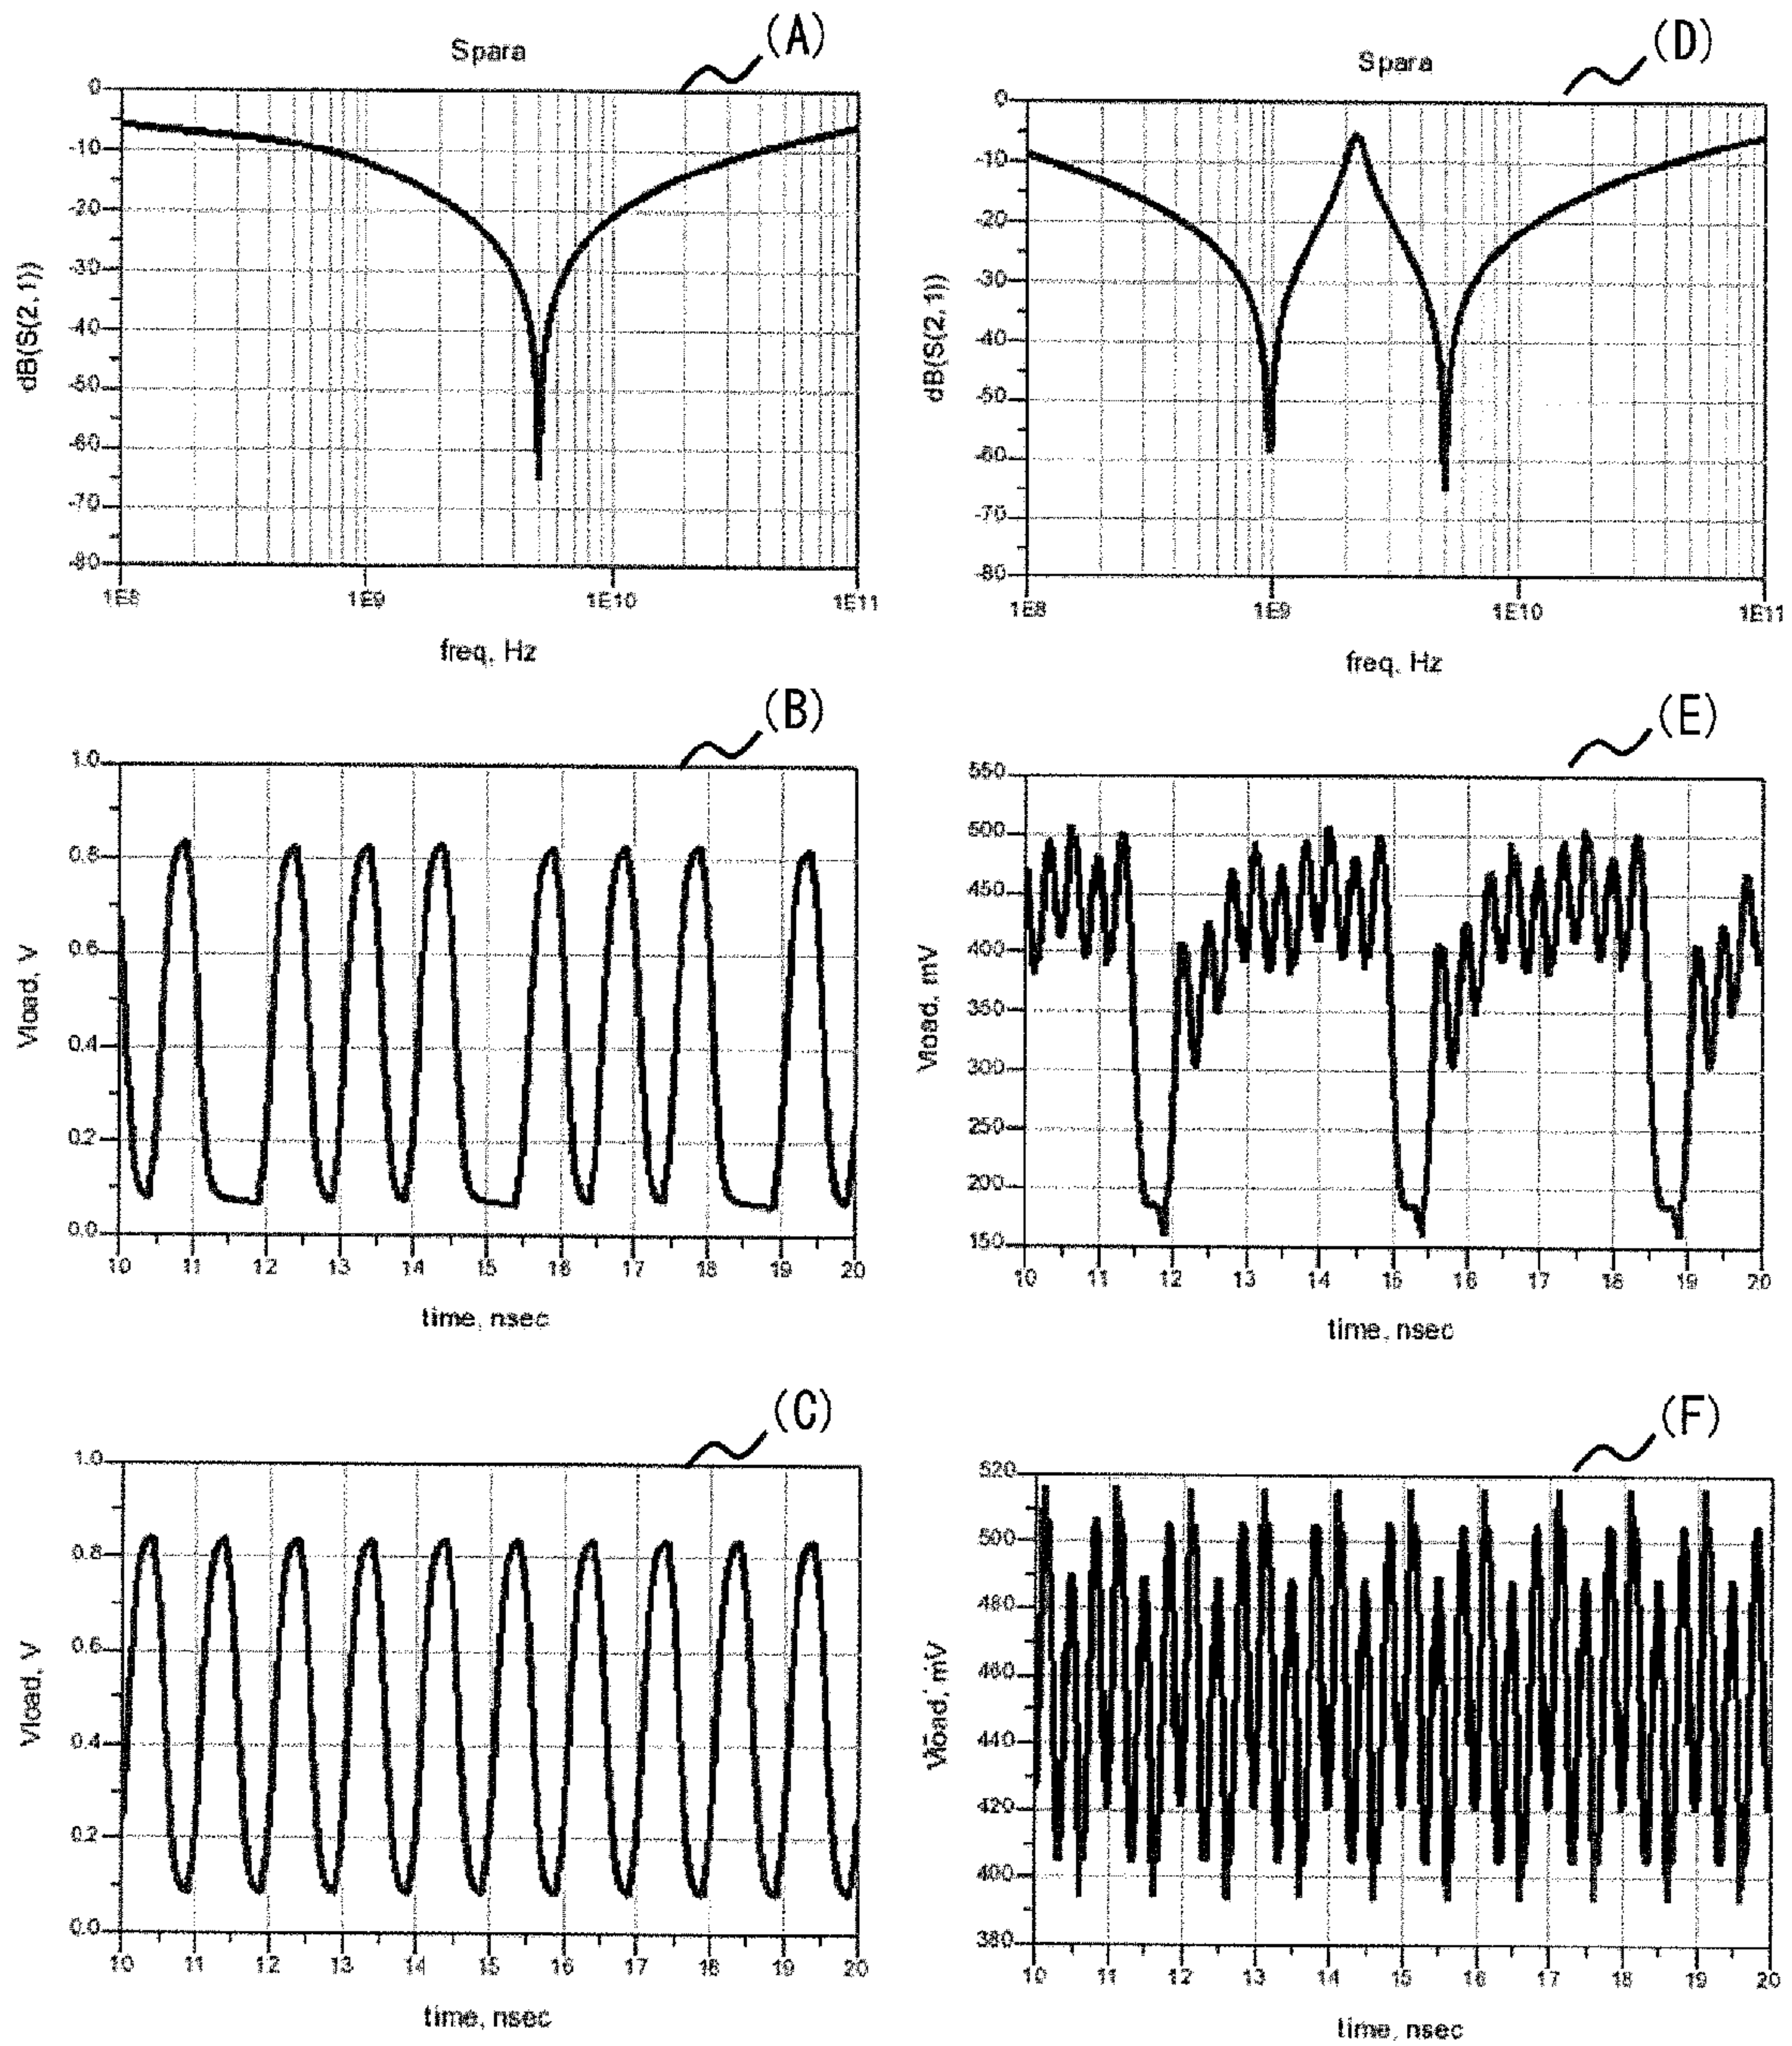 (A)
Spara
0
-10
-20
-30
-40
-50
-60
-70
-80
dB(S(2,1))
1E8 1E9 1E10 1E11
freq, Hz
(D)
Spara
0
-10
-20
-30
-40
-50
-60
-70
-80
dB(S(2,1))
1E8 1E9 1E10 1E11
freq, Hz
(B)
1.0
0.8
0.6
0.4
0.2
0.0
Vload, V
10 11 12 13 14 15 16 17 18 19 20
time, nsec
(E)
550
500
450
400
350
300
250
200
150
Vload, mV
10 11 12 13 14 15 16 17 18 19 20
time, nsec
(C)
1.0
0.8
0.6
0.4
0.2
0.0
Vload, V
10 11 12 13 14 15 16 17 18 19 20
time, nsec
(F)
520
500
480
460
440
420
400
380
Vload, mV
10 11 12 13 14 15 16 17 18 19 20
time, nsec